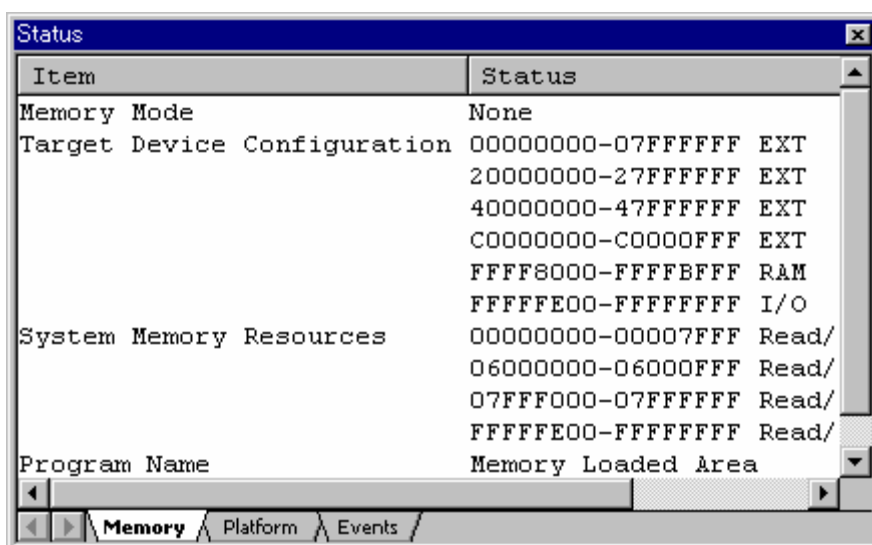 Status
Item Status
Memory Mode None
Target Device Configuration 00000000-07FFFFFF EXT
20000000-27FFFFFF EXT
40000000-47FFFFFF EXT
C0000000-C0000FFF EXT
FFFF8000-FFFFBFFF RAM
FFFFFE00-FFFFFFFF I/O
System Memory Resources 00000000-00007FFF Read/
06000000-06000FFF Read/
07FFF000-07FFFFFF Read/
FFFFFE00-FFFFFFFF Read/
Program Name Memory Loaded Area
Memory Platform Events